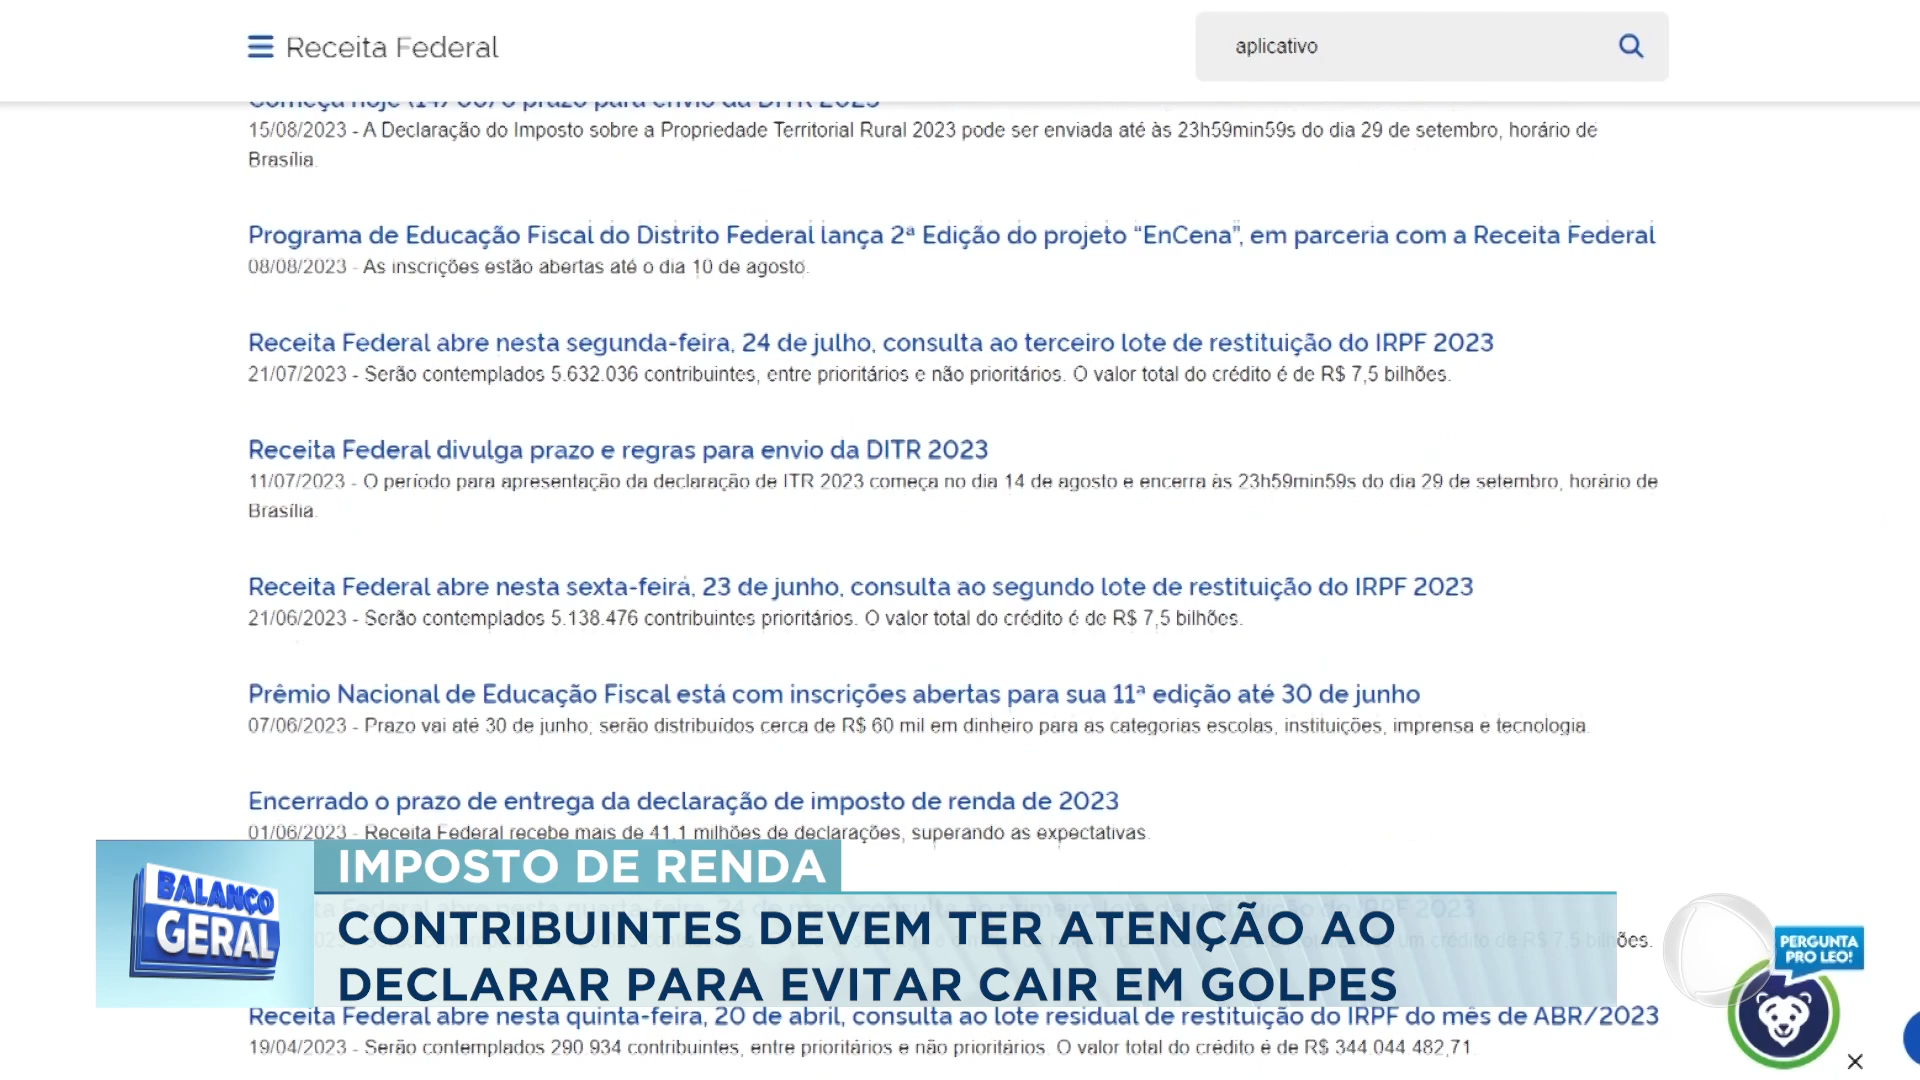 Receita Federal
aplicativo
Começa hoje (14/08) o prazo para envio da DITR 2023
15/08/2023 - A Declaração do Imposto sobre a Propriedade Territorial Rural 2023 pode ser enviada até às 23h59min59s do dia 29 de setembro, horário de
Brasília.
Programa de Educação Fiscal do Distrito Federal lança 2ª Edição do projeto “EnCena”, em parceria com a Receita Federal
08/08/2023 - As inscrições estão abertas até o dia 10 de agosto.
Receita Federal abre nesta segunda-feira, 24 de julho, consulta ao terceiro lote de restituição do IRPF 2023
21/07/2023 - Serão contemplados 5.632.036 contribuintes, entre prioritários e não prioritários. O valor total do crédito é de R$ 7,5 bilhões.
Receita Federal divulga prazo e regras para envio da DITR 2023
11/07/2023 - O período para apresentação da declaração de ITR 2023 começa no dia 14 de agosto e encerra às 23h59min59s do dia 29 de setembro, horário de
Brasília.
Receita Federal abre nesta sexta-feira, 23 de junho, consulta ao segundo lote de restituição do IRPF 2023
21/06/2023 - Serão contemplados 5.138.476 contribuintes prioritários. O valor total do crédito é de R$ 7,5 bilhões.
Prêmio Nacional de Educação Fiscal está com inscrições abertas para sua 11ª edição até 30 de junho
07/06/2023 - Prazo vai até 30 de junho; serão distribuídos cerca de R$ 60 mil em dinheiro para as categorias escolas, instituições, imprensa e tecnologia.
Encerrado o prazo de entrega da declaração de imposto de renda de 2023
01/06/2023 - Receita Federal recebe mais de 41,1 milhões de declarações, superando as expectativas.
IMPOSTO DE RENDA
BALANÇO
GERAL
CONTRIBUINTES DEVEM TER ATENÇÃO AO
DECLARAR PARA EVITAR CAIR EM GOLPES
PERGUNTA
PRO LEO!
Receita Federal abre nesta quinta-feira, 20 de abril, consulta ao lote residual de restituição do IRPF do mês de ABR/2023
19/04/2023 - Serão contemplados 290.934 contribuintes, entre prioritários e não prioritários. O valor total do crédito é de R$ 344.044.482,71.